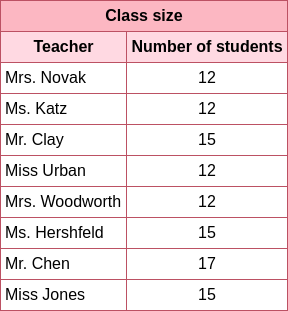 Class size
Teacher Number of students
Mrs. Novak 12
Ms. Katz 12
Mr. Clay 15
Miss Urban 12
Mrs. Woodworth 12
Ms. Hershfeld 15
Mr. Chen 17
Miss Jones 15